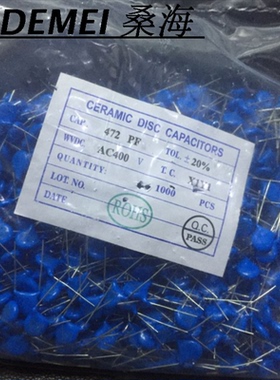 DEMEI 桑海
CERAMIC DISC CAPACITORS
CAP. 472 PF TOL. ±20%
WVDC AC400 V T. C.
QUANTITY: 1000 PCS
LOT NO.
DATE:
ROHS
Q.C.
PASS